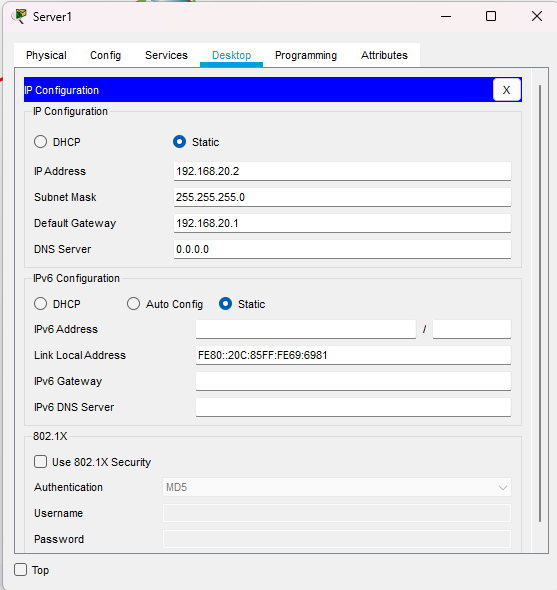 Server1
Physical Config Services Desktop Programming Attributes
IP Configuration X
IP Configuration
DHCP Static
IP Address 192.168.20.2
Subnet Mask 255.255.255.0
Default Gateway 192.168.20.1
DNS Server 0.0.0.0
IPv6 Configuration
DHCP Auto Config Static
IPv6 Address /
Link Local Address FE80::20C:85FF:FE69:6981
IPv6 Gateway
IPv6 DNS Server
802.1X
Use 802.1X Security
Authentication MD5
Username
Password
Top